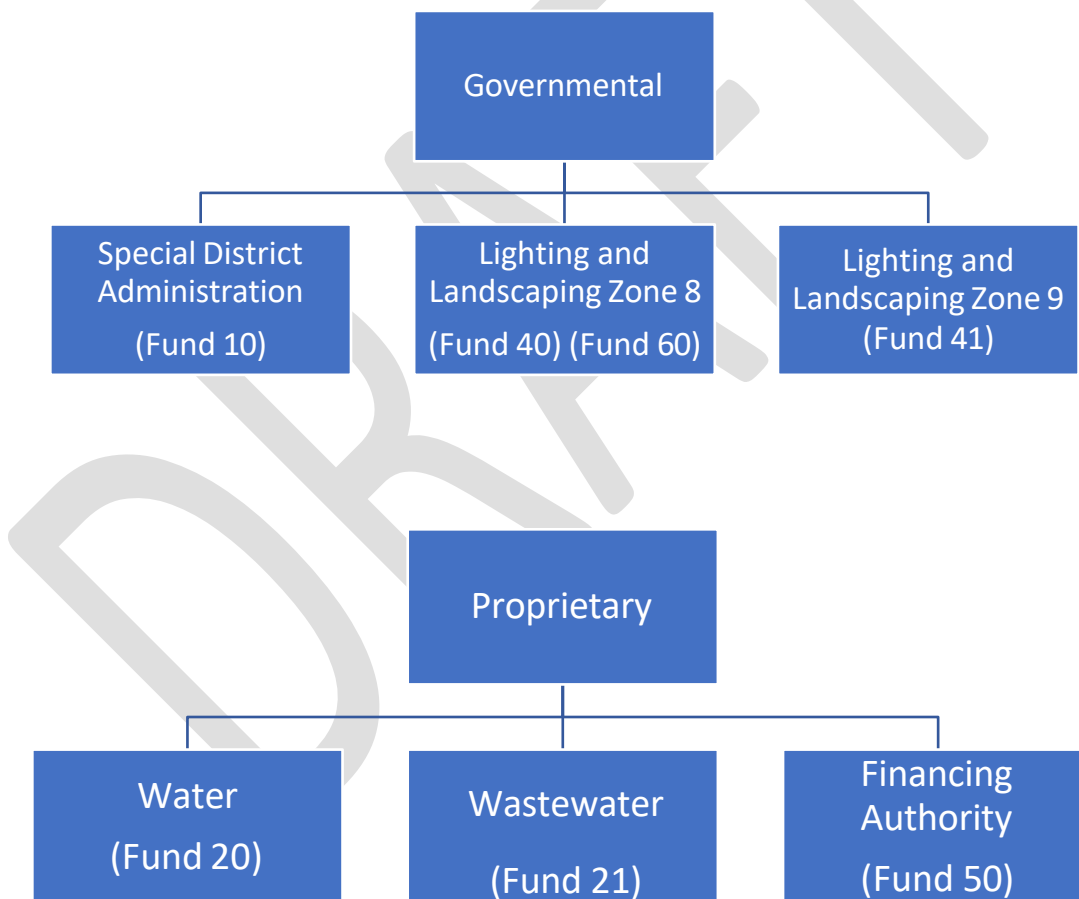 DRAFT
Governmental
Special District
Administration
(Fund 10)
Lighting and
Landscaping Zone 8
(Fund 40) (Fund 60)
Lighting and
Landscaping Zone 9
(Fund 41)
Proprietary
Water
(Fund 20)
Wastewater
(Fund 21)
Financing
Authority
(Fund 50)